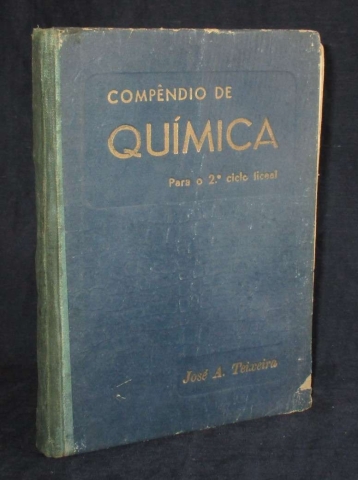 COMPÊNDIO DE
QUÍMICA
Para o 2.º ciclo liceal
José A. Teixeira